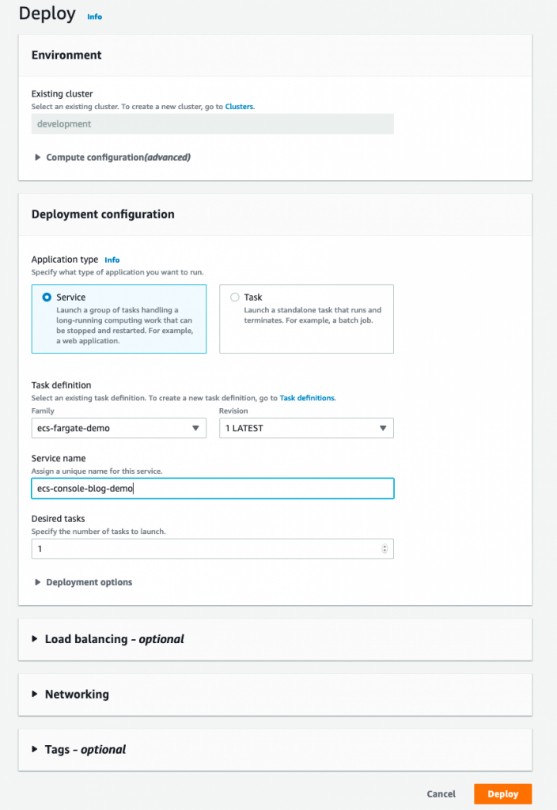 Deploy Info
Environment
Existing cluster
Select an existing cluster. To create a new cluster, go to Clusters.
development
Compute configuration(advanced)
Deployment configuration
Application type Info
Specify what type of application you want to run.
Service
Launch a group of tasks handling a
long-running computing work that can
be stopped and restarted. For example,
a web application.
Task
Launch a standalone task that runs and
terminates. For example, a batch job.
Task definition
Select an existing task definition. To create a new task definition, go to Task definitions.
Family
Revision
ecs-fargate-demo
1 LATEST
Service name
Assign a unique name for this service.
ecs-console-blog-demo
Desired tasks
Specify the number of tasks to launch.
1
Deployment options
Load balancing - optional
Networking
Tags - optional
Cancel
Deploy